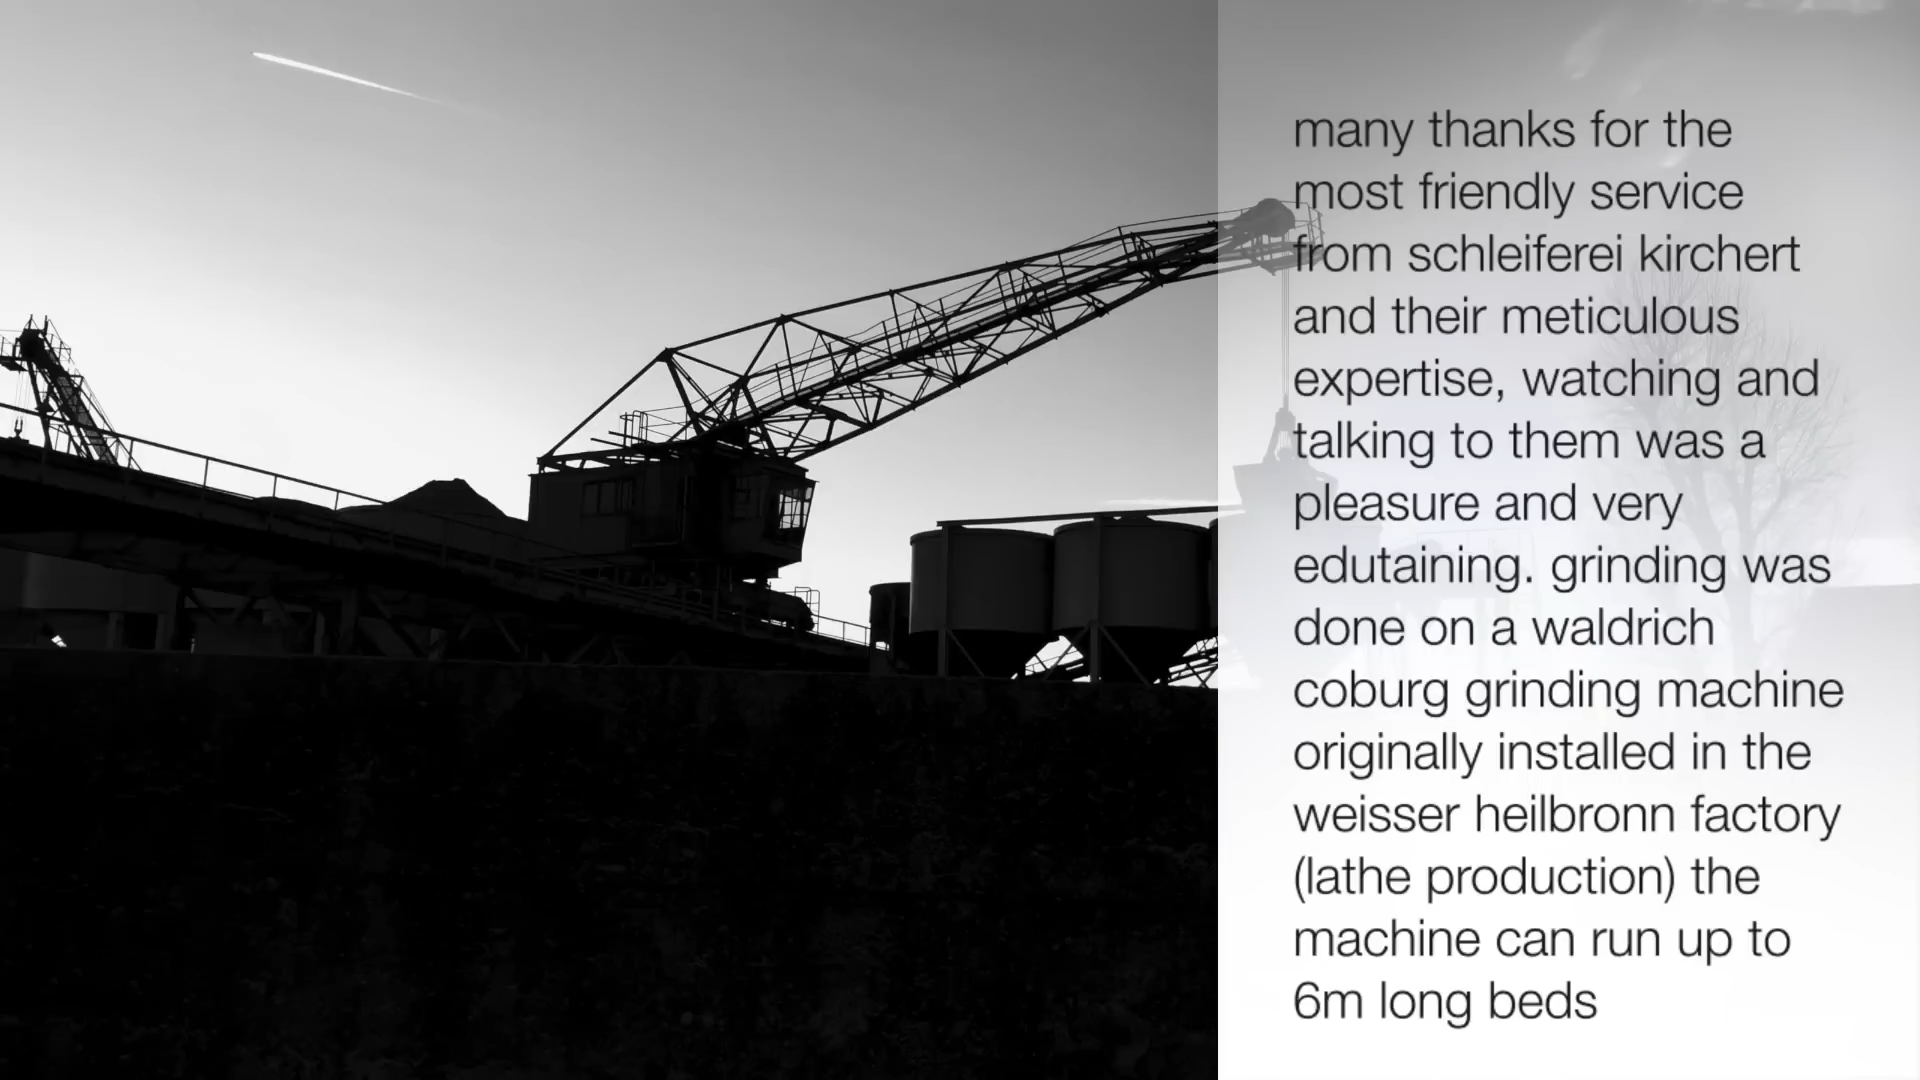 many thanks for the
most friendly service
from schleiferei kirchert
and their meticulous
expertise, watching and
talking to them was a
pleasure and very
edutaining. grinding was
done on a waldrich
coburg grinding machine
originally installed in the
weisser heilbronn factory
(lathe production) the
machine can run up to
6m long beds